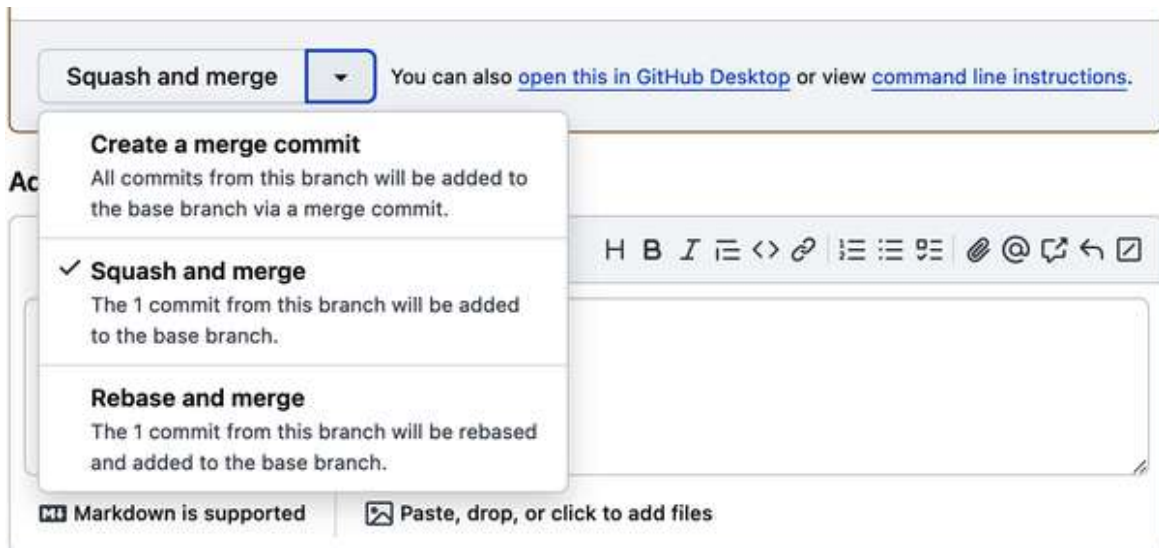 Squash and merge You can also open this in GitHub Desktop or view command line instructions.
Create a merge commit
All commits from this branch will be added to
the base branch via a merge commit.
Ac
Squash and merge
The 1 commit from this branch will be added
to the base branch.
Rebase and merge
The 1 commit from this branch will be rebased
and added to the base branch.
Markdown is supported Paste, drop, or click to add files